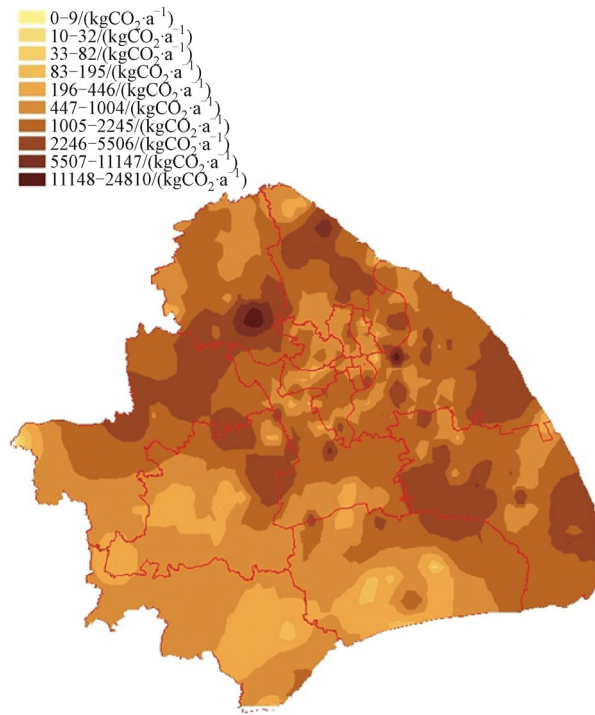 0−9/(kgCO₂·a⁻¹)
10−32/(kgCO₂·a⁻¹)
33−82/(kgCO₂·a⁻¹)
83−195/(kgCO₂·a⁻¹)
196−446/(kgCO₂·a⁻¹)
447−1004/(kgCO₂·a⁻¹)
1005−2245/(kgCO₂·a⁻¹)
2246−5506/(kgCO₂·a⁻¹)
5507−11147/(kgCO₂·a⁻¹)
11148−24810/(kgCO₂·a⁻¹)